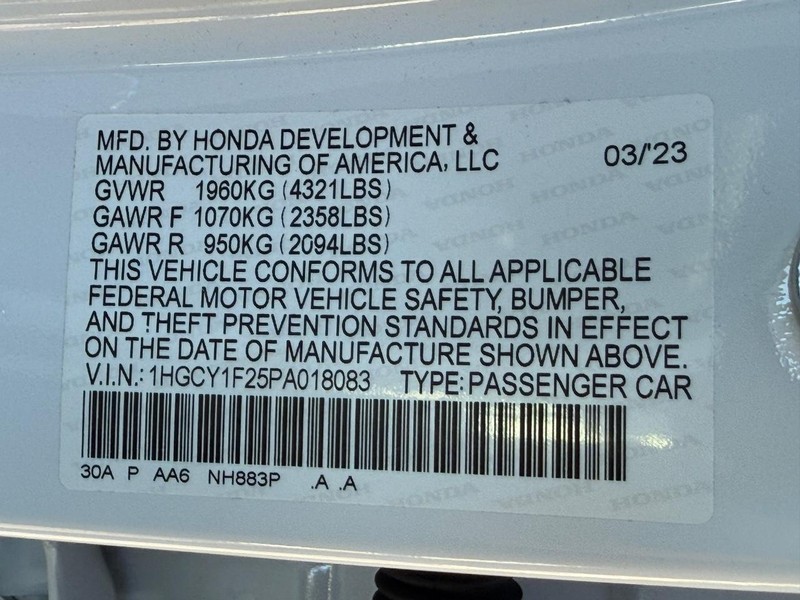 MFD. BY HONDA DEVELOPMENT &
MANUFACTURING OF AMERICA, LLC 03/'23
GVWR 1960KG (4321LBS)
GAWR F 1070KG (2358LBS)
GAWR R 950KG (2094LBS)
THIS VEHICLE CONFORMS TO ALL APPLICABLE
FEDERAL MOTOR VEHICLE SAFETY, BUMPER,
AND THEFT PREVENTION STANDARDS IN EFFECT
ON THE DATE OF MANUFACTURE SHOWN ABOVE.
V.I.N.: 1HGCY1F25PA018083 TYPE: PASSENGER CAR
30A P AA6 NH883P .A .A